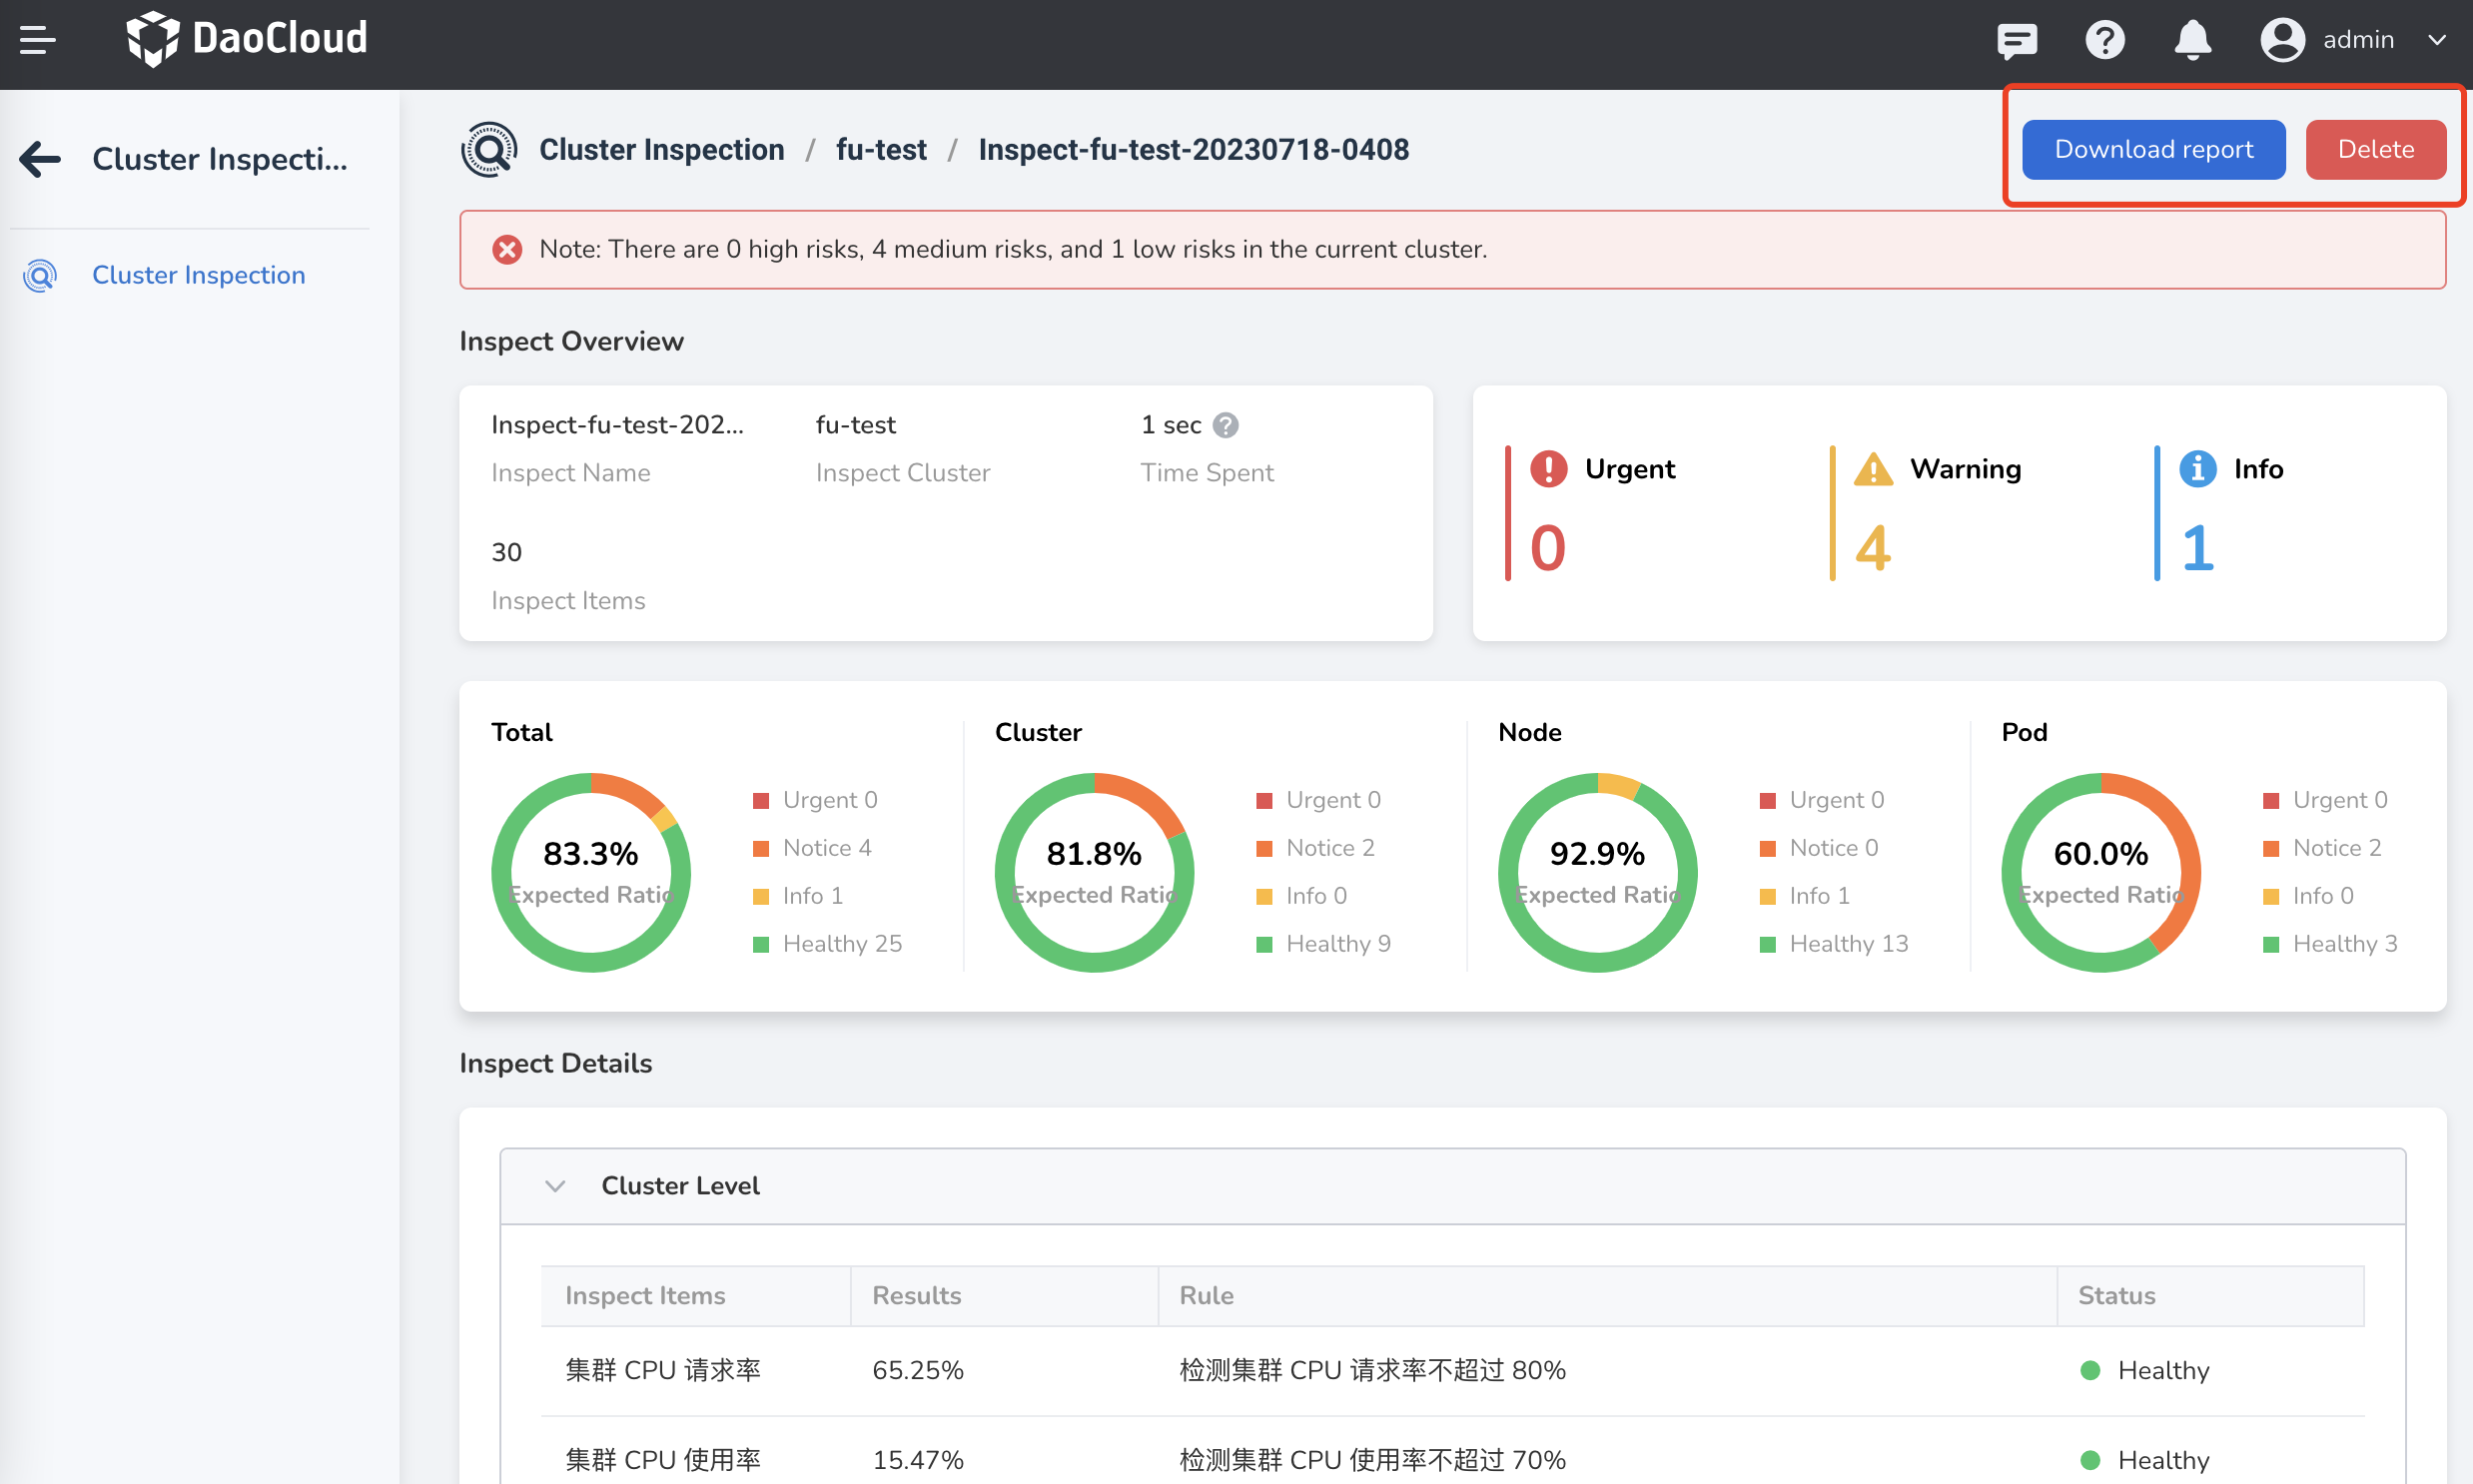 DaoCloud
admin
Cluster Inspecti...
Cluster Inspection
Cluster Inspection / fu-test / Inspect-fu-test-20230718-0408
Download report
Delete
Note: There are 0 high risks, 4 medium risks, and 1 low risks in the current cluster.
Inspect Overview
Inspect-fu-test-202...
Inspect Name
fu-test
Inspect Cluster
1 sec
Time Spent
30
Inspect Items
Urgent
0
Warning
4
Info
1
Total
83.3%
Expected Ratio
Urgent 0
Notice 4
Info 1
Healthy 25
Cluster
81.8%
Expected Ratio
Urgent 0
Notice 2
Info 0
Healthy 9
Node
92.9%
Expected Ratio
Urgent 0
Notice 0
Info 1
Healthy 13
Pod
60.0%
Expected Ratio
Urgent 0
Notice 2
Info 0
Healthy 3
Inspect Details
Cluster Level
Inspect Items Results Rule Status
集群 CPU 请求率 65.25% 检测集群 CPU 请求率不超过 80% Healthy
集群 CPU 使用率 15.47% 检测集群 CPU 使用率不超过 70% Healthy